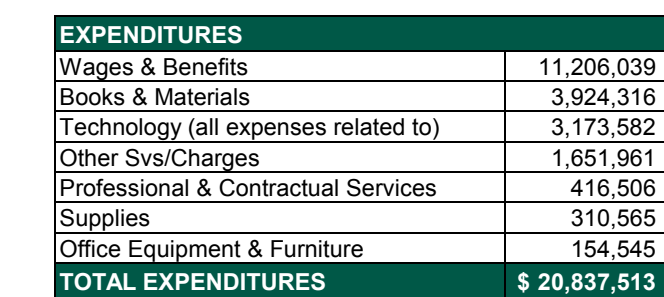 EXPENDITURES
Wages & Benefits 11,206,039
Books & Materials 3,924,316
Technology (all expenses related to) 3,173,582
Other Svs/Charges 1,651,961
Professional & Contractual Services 416,506
Supplies 310,565
Office Equipment & Furniture 154,545
TOTAL EXPENDITURES $ 20,837,513